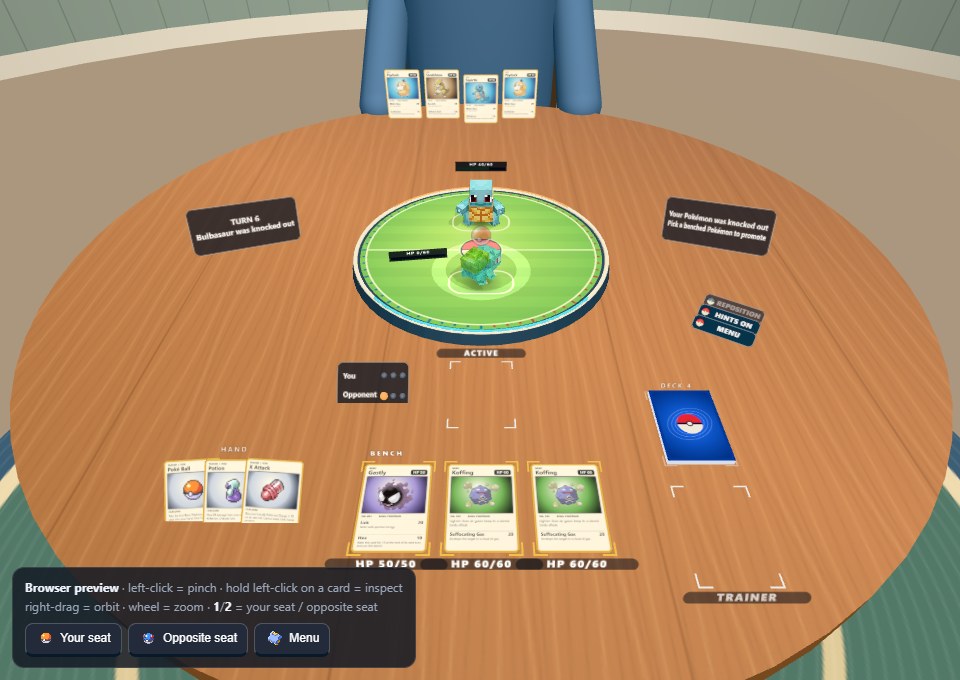 HP 60/60
TURN 6
Bulbasaur was knocked out
Your Pokémon was knocked out
Pick a benched Pokémon to promote
HP 0/60
REPOSITION
HINTS ON
MENU
ACTIVE
You
Opponent
DECK 4
HAND
BENCH
Poké Ball
Potion
X Attack
Gastly
Koffing
Koffing
Suffocating Gas
Suffocating Gas
HP 50/50
HP 60/60
HP 60/60
TRAINER
Browser preview · left-click = pinch · hold left-click on a card = inspect
right-drag = orbit · wheel = zoom · 1/2 = your seat / opposite seat
Your seat
Opposite seat
Menu